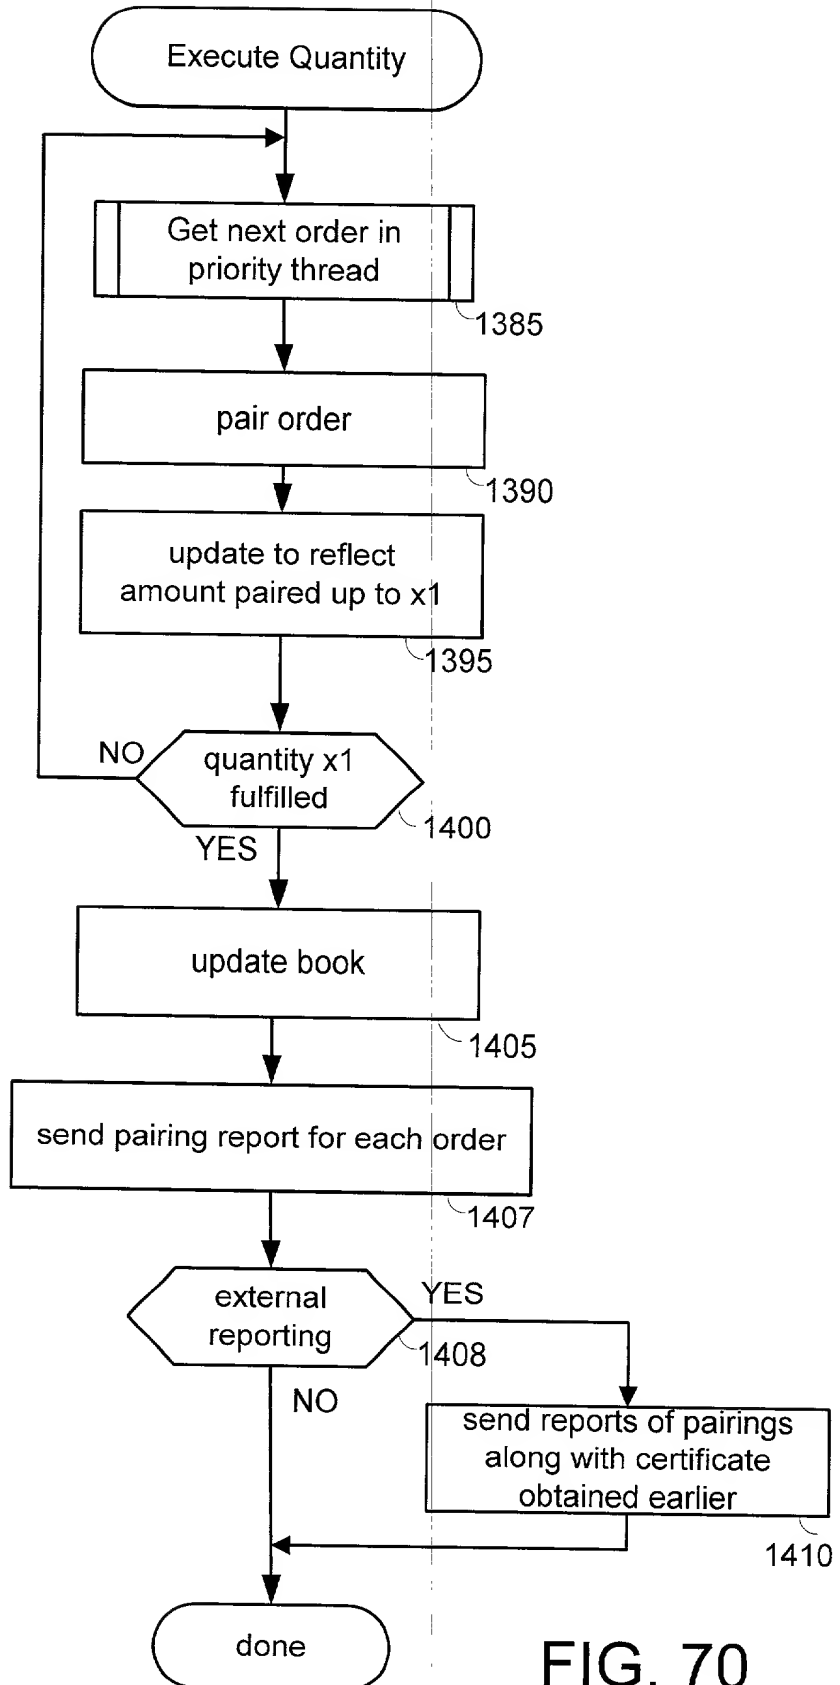 Execute Quantity
Get next order in
priority thread
1385
pair order
1390
update to reflect
amount paired up to x1
1395
NO
quantity x1
fulfilled
1400
YES
update book
1405
send pairing report for each order
1407
external
reporting
YES
1408
NO
send reports of pairings
along with certificate
obtained earlier
1410
done
FIG. 70